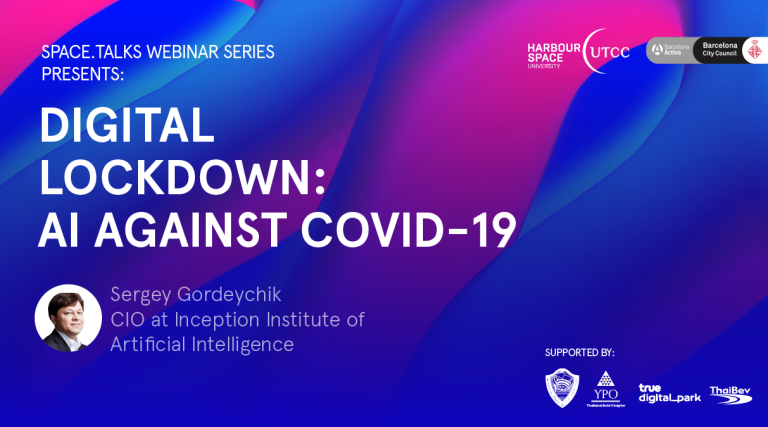 SPACE.TALKS WEBINAR SERIES
PRESENTS:
HARBOUR
SPACE
UNIVERSITY
UTCC
Barcelona
Activa
Barcelona
City Council
DIGITAL
LOCKDOWN:
AI AGAINST COVID-19
Sergey Gordeychik
CIO at Inception Institute of
Artificial Intelligence
SUPPORTED BY:
YPO
true
digital_park
ThaiBev